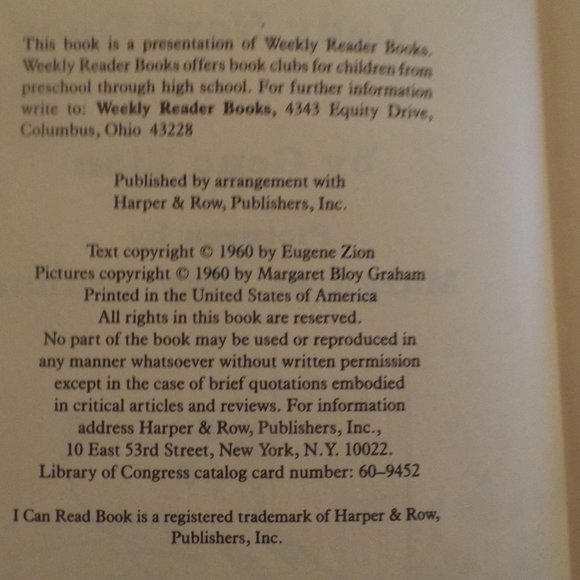 This book is a presentation of Weekly Reader Books.
Weekly Reader Books offers book clubs for children from
preschool through high school. For further information
write to: Weekly Reader Books, 4343 Equity Drive,
Columbus, Ohio 43228
Published by arrangement with
Harper & Row, Publishers, Inc.
Text copyright © 1960 by Eugene Zion
Pictures copyright © 1960 by Margaret Bloy Graham
Printed in the United States of America
All rights in this book are reserved.
No part of the book may be used or reproduced in
any manner whatsoever without written permission
except in the case of brief quotations embodied
in critical articles and reviews. For information
address Harper & Row, Publishers, Inc.,
10 East 53rd Street, New York, N.Y. 10022.
Library of Congress catalog card number: 60–9452
I Can Read Book is a registered trademark of Harper & Row,
Publishers, Inc.